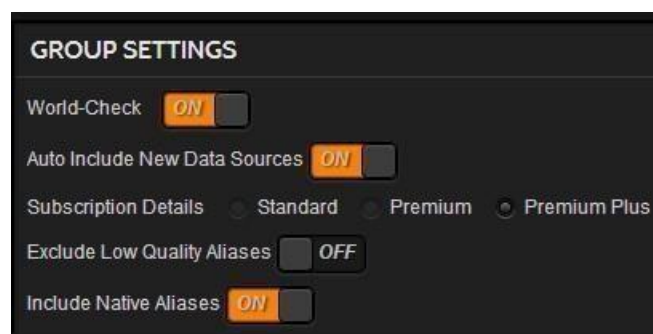 GROUP SETTINGS
World-Check ON
Auto Include New Data Sources ON
Subscription Details Standard Premium Premium Plus
Exclude Low Quality Aliases OFF
Include Native Aliases ON